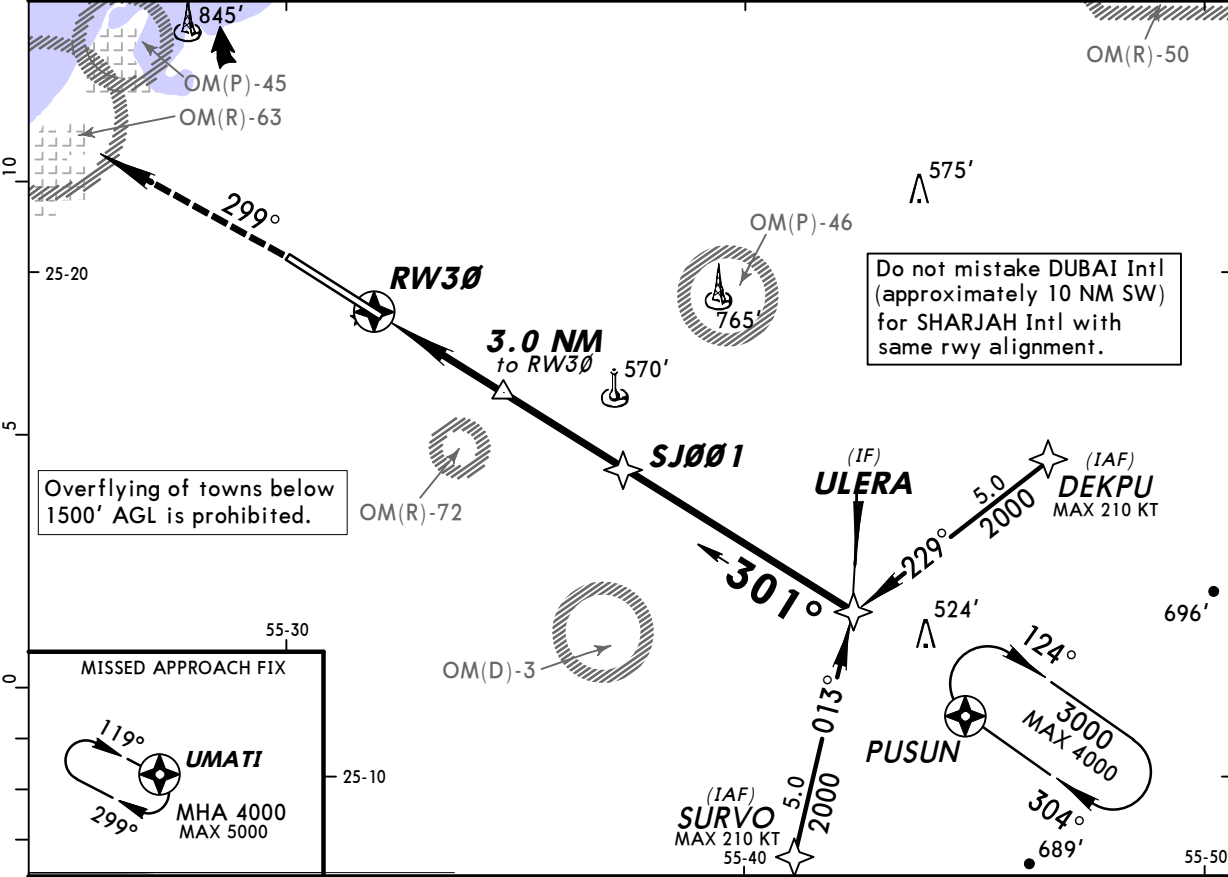 845'
OM(R)-50
OM(P)-45
OM(R)-63
10
575'
299°
OM(P)-46
25-20
RW3Ø
765'
Do not mistake DUBAI Intl
(approximately 10 NM SW)
for SHARJAH Intl with
same rwy alignment.
3.0 NM
to RW3Ø
570'
5
SJØØ1
(IF)
ULERA
(IAF)
DEKPU
MAX 210 KT
5.0
2000
229°
Overflying of towns below
1500' AGL is prohibited.
OM(R)-72
301°
524'
696'
55-30
MISSED APPROACH FIX
OM(D)-3
124°
0
013°
3000
MAX 4000
PUSUN
119°
UMATI
25-10
299°
MHA 4000
MAX 5000
5.0
2000
(IAF)
SURVO
MAX 210 KT
304°
689'
55-40
55-50